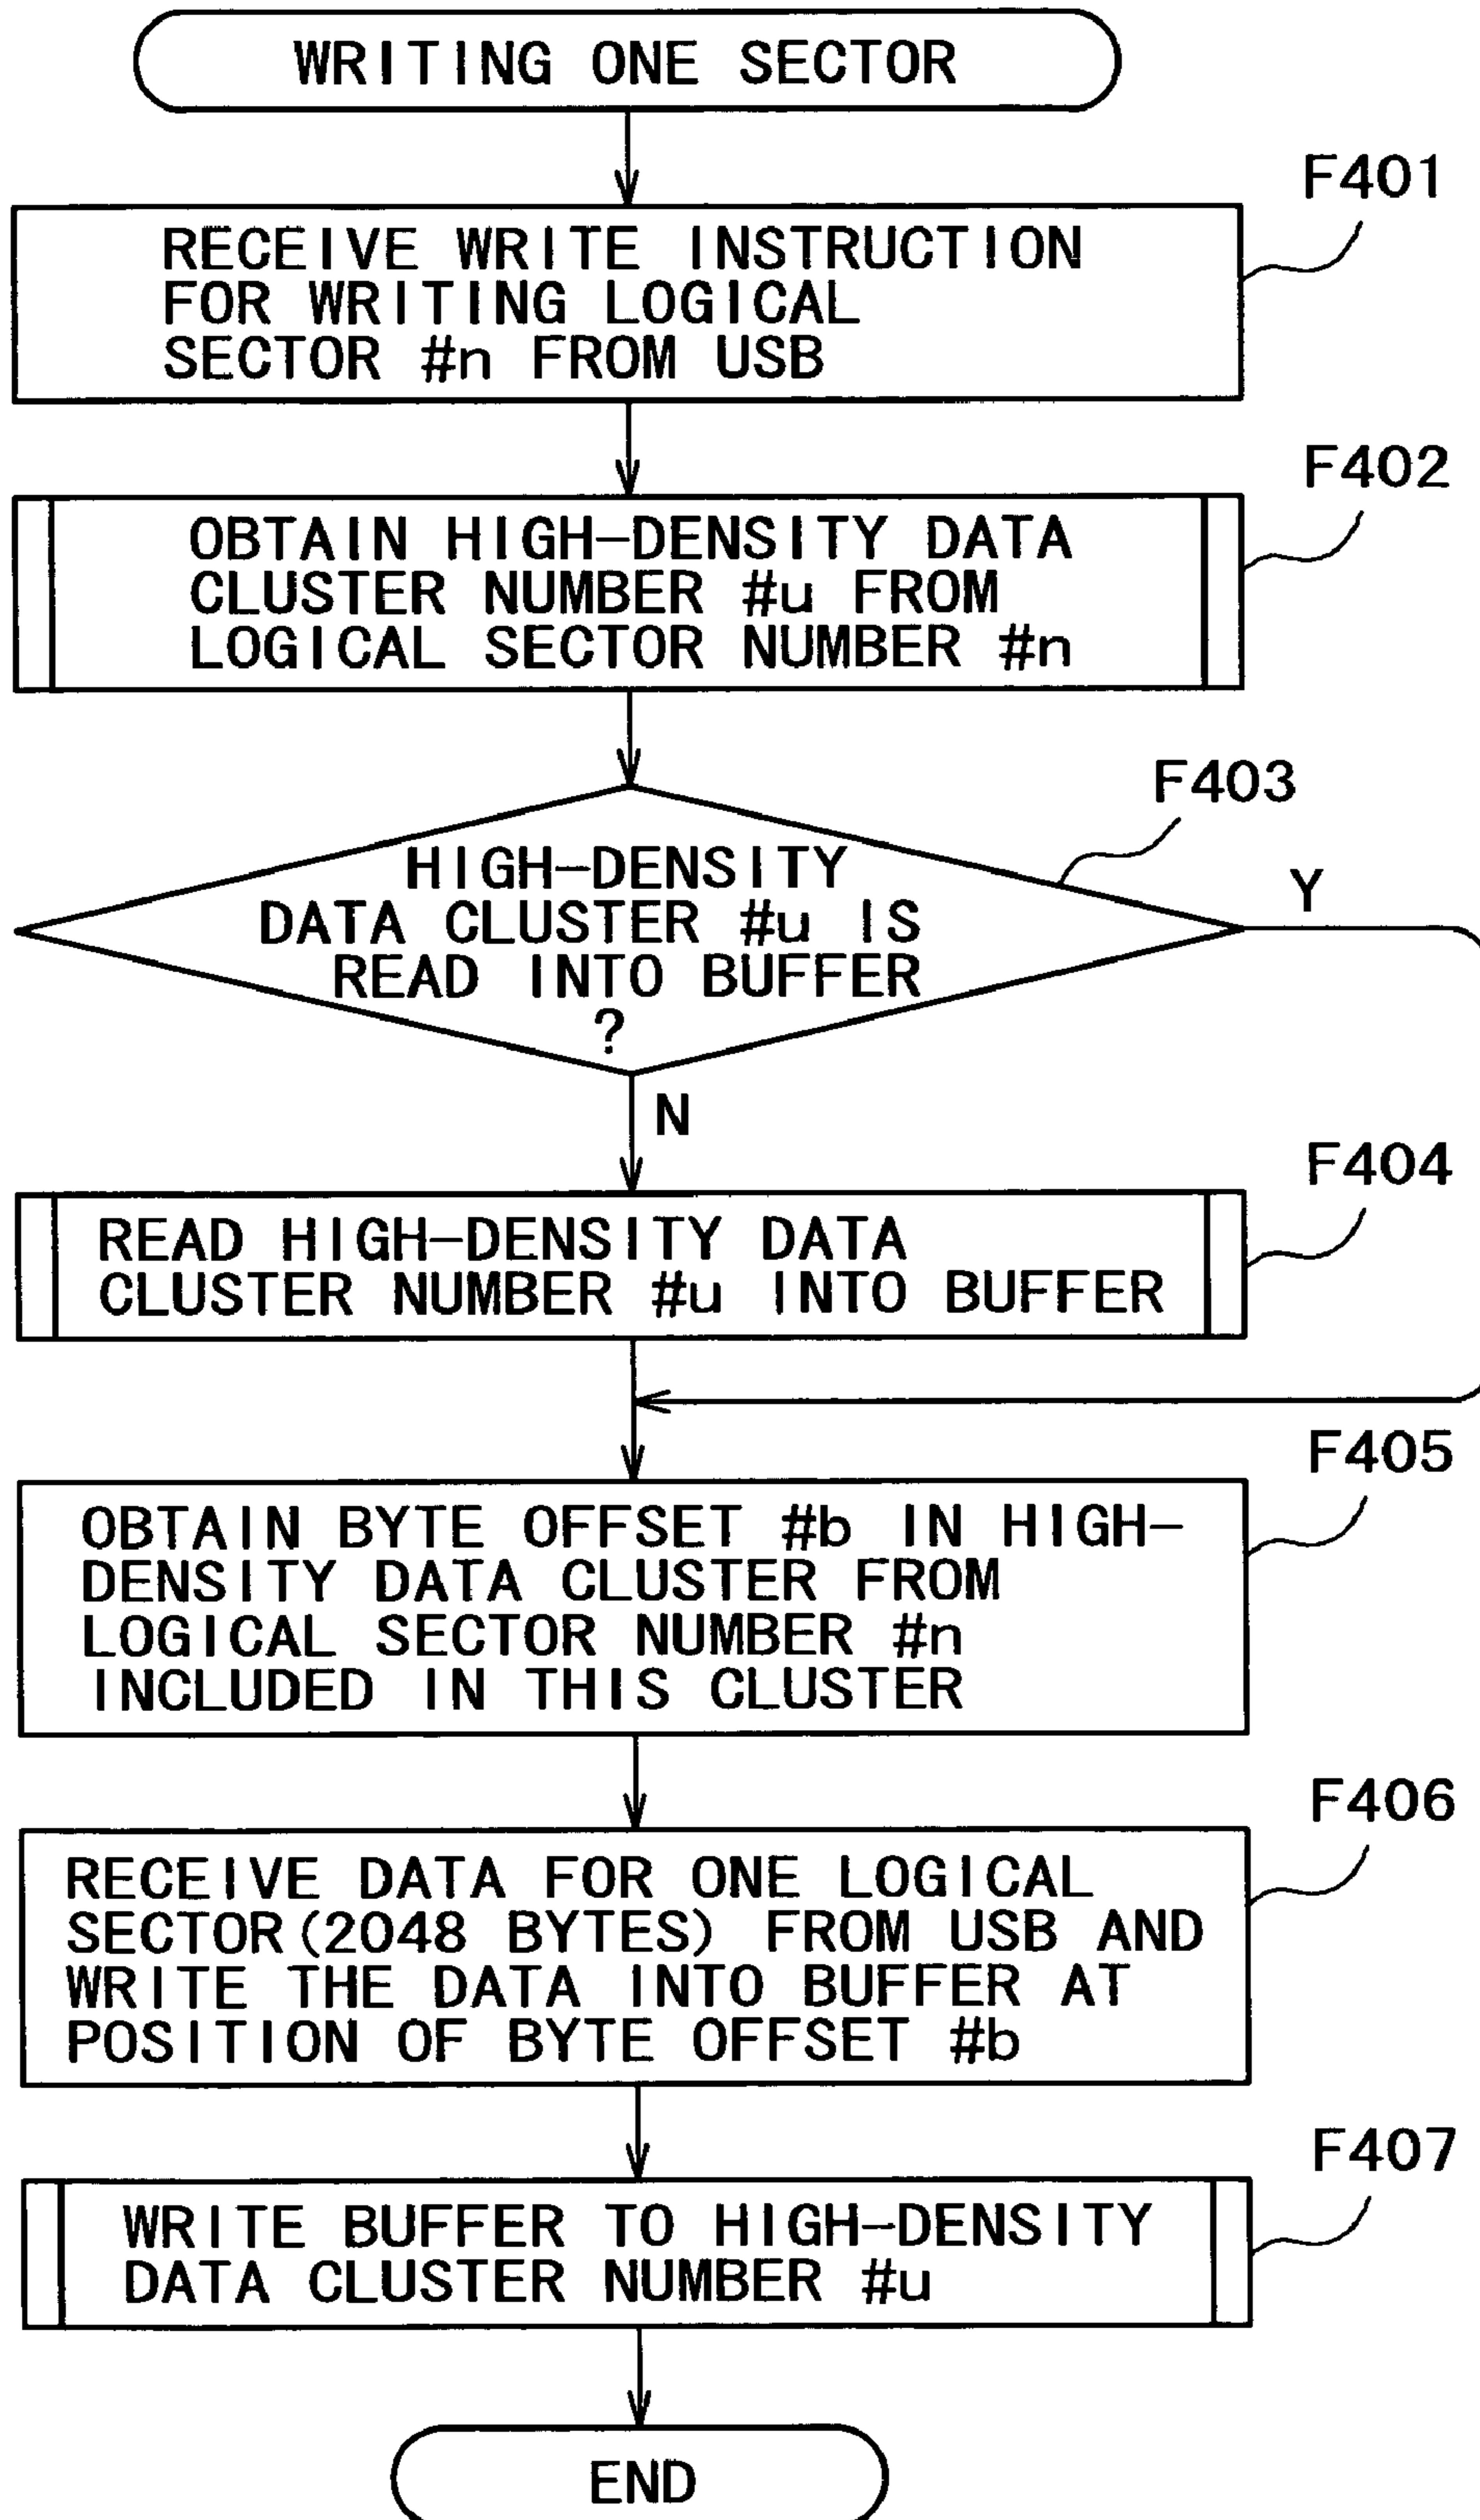 WRITING ONE SECTOR
F401
RECEIVE WRITE INSTRUCTION
FOR WRITING LOGICAL
SECTOR #n FROM USB
F402
OBTAIN HIGH-DENSITY DATA
CLUSTER NUMBER #u FROM
LOGICAL SECTOR NUMBER #n
F403
HIGH-DENSITY
DATA CLUSTER #u IS
READ INTO BUFFER
?
Y
N
F404
READ HIGH-DENSITY DATA
CLUSTER NUMBER #u INTO BUFFER
F405
OBTAIN BYTE OFFSET #b IN HIGH-
DENSITY DATA CLUSTER FROM
LOGICAL SECTOR NUMBER #n
INCLUDED IN THIS CLUSTER
F406
RECEIVE DATA FOR ONE LOGICAL
SECTOR(2048 BYTES) FROM USB AND
WRITE THE DATA INTO BUFFER AT
POSITION OF BYTE OFFSET #b
F407
WRITE BUFFER TO HIGH-DENSITY
DATA CLUSTER NUMBER #u
END